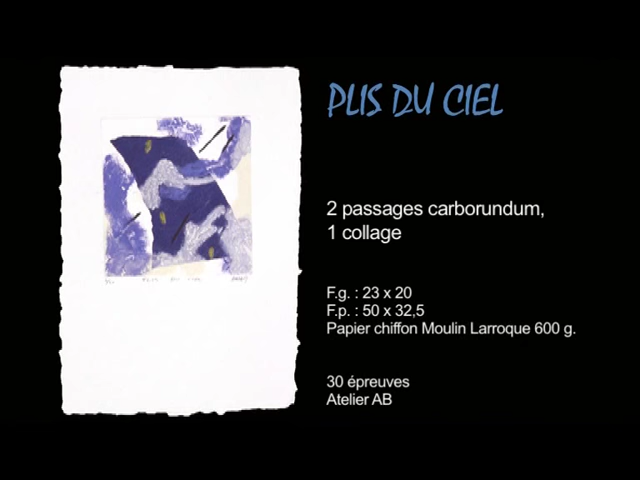 PLIS DU CIEL
2 passages carborundum,
1 collage
F.g. : 23 x 20
F.p. : 50 x 32,5
Papier chiffon Moulin Larroque 600 g.
30 épreuves
Atelier AB